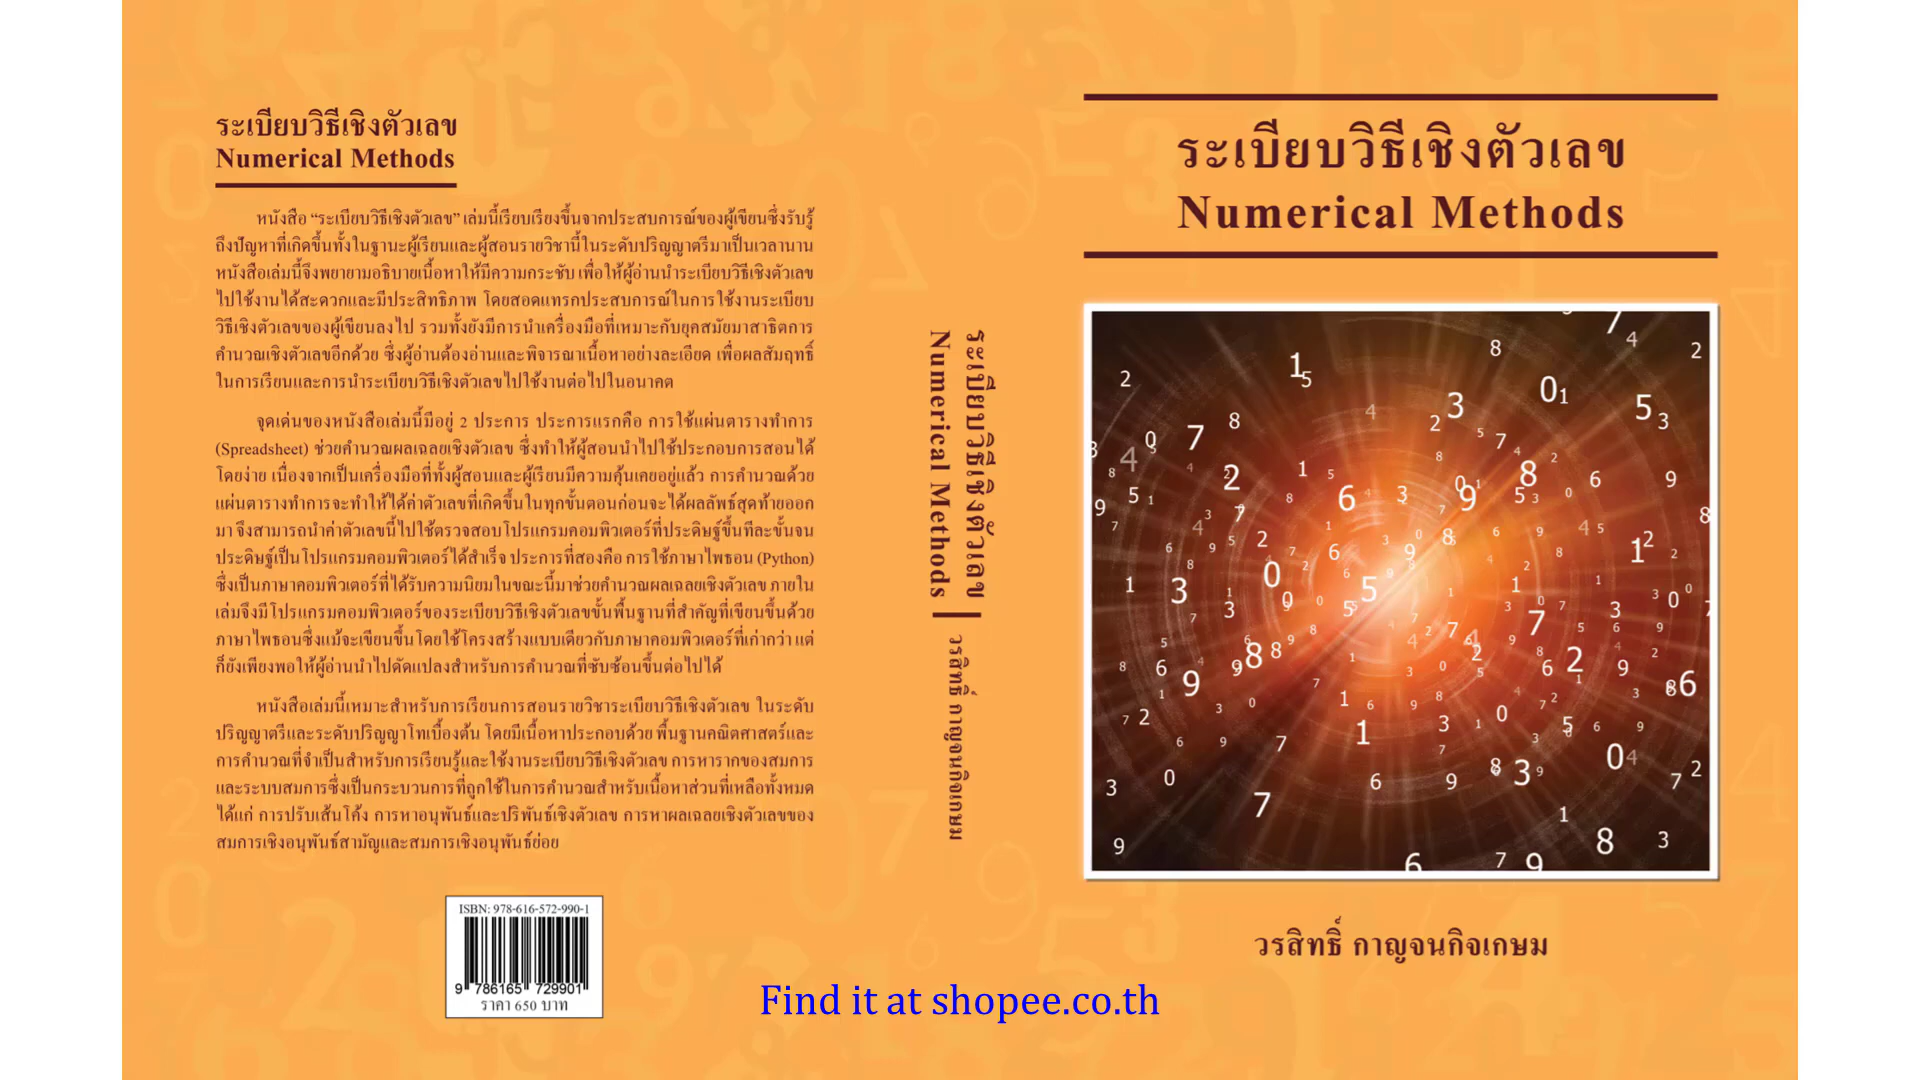 ระเบียบวิธีเชิงตัวเลข
Numerical Methods
หนังสือ “ระเบียบวิธีเชิงตัวเลข” เล่มนี้เรียบเรียงขึ้นจากประสบการณ์ของผู้เขียนซึ่งรับรู้
ถึงปัญหาที่เกิดขึ้นทั้งในฐานะผู้เรียนและผู้สอนรายวิชานี้ในระดับปริญญาตรีมาเป็นเวลานาน
หนังสือเล่มนี้จึงพยายามอธิบายเนื้อหาให้มีความกระชับ เพื่อให้ผู้อ่านนำระเบียบวิธีเชิงตัวเลข
ไปใช้งานได้สะดวกและมีประสิทธิภาพ โดยสอดแทรกประสบการณ์ในการใช้งานระเบียบ
วิธีเชิงตัวเลขของผู้เขียนลงไป รวมทั้งยังมีการนำเครื่องมือที่เหมาะกับยุคสมัยมาสาธิตการ
คำนวณเชิงตัวเลขอีกด้วย ซึ่งผู้อ่านต้องอ่านและพิจารณาเนื้อหาอย่างละเอียด เพื่อผลสัมฤทธิ์
ในการเรียนและการนำระเบียบวิธีเชิงตัวเลขไปใช้งานต่อไปในอนาคต
จุดเด่นของหนังสือเล่มนี้มีอยู่ 2 ประการ ประการแรกคือ การใช้แผ่นตารางทำการ
(Spreadsheet) ช่วยคำนวณผลเฉลยเชิงตัวเลข ซึ่งทำให้ผู้สอนนำไปใช้ประกอบการสอนได้
โดยง่าย เนื่องจากเป็นเครื่องมือที่ทั้งผู้สอนและผู้เรียนมีความคุ้นเคยอยู่แล้ว การคำนวณด้วย
แผ่นตารางทำการจะทำให้ได้ค่าตัวเลขที่เกิดขึ้นในทุกขั้นตอนก่อนจะได้ผลลัพธ์สุดท้ายออก
มา จึงสามารถนำค่าตัวเลขนี้ไปใช้ตรวจสอบโปรแกรมคอมพิวเตอร์ที่ประดิษฐ์ขึ้นทีละขั้นจน
ประดิษฐ์เป็นโปรแกรมคอมพิวเตอร์ได้สำเร็จ ประการที่สองคือ การใช้ภาษาไพธอน (Python)
ซึ่งเป็นภาษาคอมพิวเตอร์ที่ได้รับความนิยมในขณะนี้มาช่วยคำนวณผลเฉลยเชิงตัวเลข ภายใน
เล่มจึงมีโปรแกรมคอมพิวเตอร์ของระเบียบวิธีเชิงตัวเลขขั้นพื้นฐานที่สำคัญที่เขียนขึ้นด้วย
ภาษาไพธอนซึ่งแม้จะเขียนขึ้นโดยใช้โครงสร้างแบบเดียวกับภาษาคอมพิวเตอร์ที่เก่ากว่า แต่
ก็ยังเพียงพอให้ผู้อ่านนำไปดัดแปลงสำหรับการคำนวณที่ซับซ้อนขึ้นต่อไปได้
หนังสือเล่มนี้เหมาะสำหรับการเรียนการสอนรายวิชาระเบียบวิธีเชิงตัวเลข ในระดับ
ปริญญาตรีและระดับปริญญาโทเบื้องต้น โดยมีเนื้อหาประกอบด้วย พื้นฐานคณิตศาสตร์และ
การคำนวณที่จำเป็นสำหรับการเรียนรู้และใช้งานระเบียบวิธีเชิงตัวเลข การหารากของสมการ
และระบบสมการซึ่งเป็นกระบวนการที่ถูกใช้ในการคำนวณสำหรับเนื้อหาส่วนที่เหลือทั้งหมด
ได้แก่ การปรับเส้นโค้ง การหาอนุพันธ์และปริพันธ์เชิงตัวเลข การหาผลเฉลยเชิงตัวเลขของ
สมการเชิงอนุพันธ์สามัญและสมการเชิงอนุพันธ์ย่อย
ISBN: 978-616-572-990-1
9 786165 729901
ราคา 650 บาท
ระเบียบวิธีเชิงตัวเลข
Numerical Methods
วรสิทธิ์ กาญจนกิจเกษม
ระเบียบวิธีเชิงตัวเลข
Numerical Methods
วรสิทธิ์ กาญจนกิจเกษม
Find it at shopee.co.th